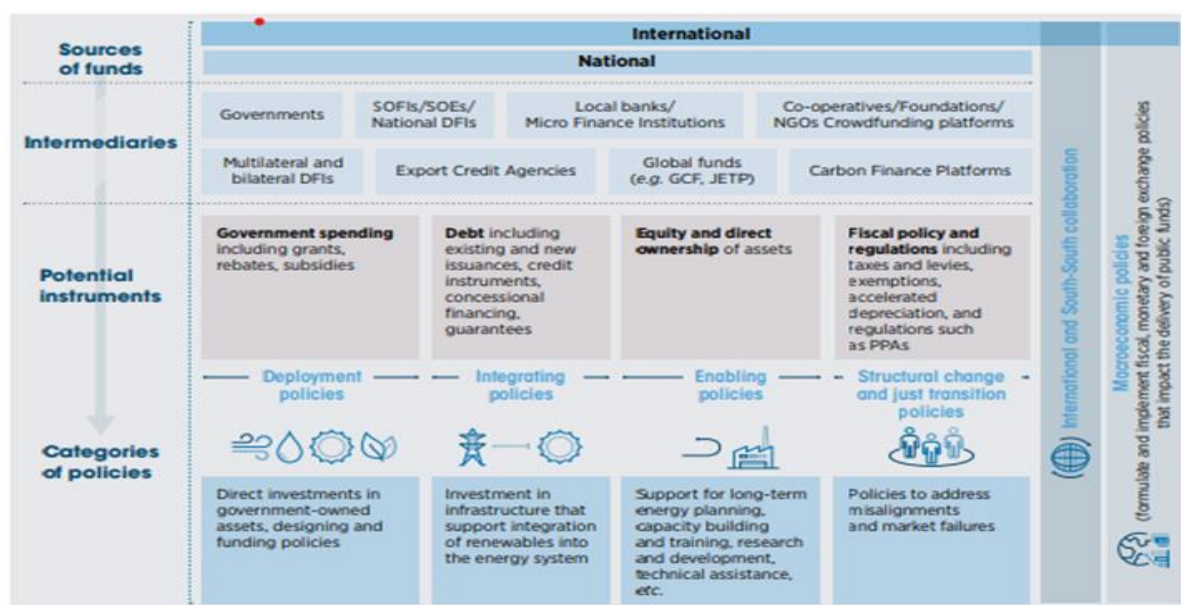 Sources
of funds
International
National
Intermediaries
Governments
SOFIs/SOEs/
National DFIs
Local banks/
Micro Finance Institutions
Co-operatives/Foundations/
NGOs Crowdfunding platforms
Multilateral and
bilateral DFIs
Export Credit Agencies
Global funds
(e.g. GCF, JETP)
Carbon Finance Platforms
Potential
instruments
Government spending
including grants,
rebates, subsidies
Debt including
existing and new
issuances, credit
instruments,
concessional
financing,
guarantees
Equity and direct
ownership of assets
Fiscal policy and
regulations including
taxes and levies,
exemptions,
accelerated
depreciation, and
regulations such
as PPAs
Categories
of policies
Deployment
policies
Integrating
policies
Enabling
policies
Structural change
and just transition
policies
Direct investments in
government-owned
assets, designing and
funding policies
Investment in
infrastructure that
support integration
of renewables into
the energy system
Support for long-term
energy planning,
capacity building
and training, research
and development,
technical assistance,
etc.
Policies to address
misalignments
and market failures
International and South-South collaboration
Macroeconomic policies
(formulate and implement fiscal, monetary and foreign exchange policies
that impact the delivery of public funds)